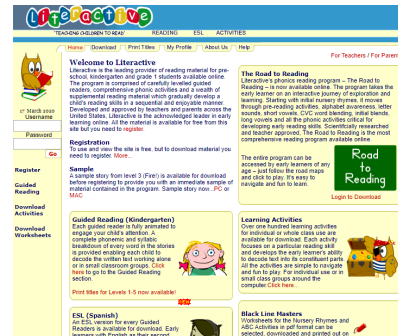 Literactive
'TEACHING CHILDREN TO READ'
READING ESL ACTIVITIES
Home Download Print Titles My Profile About Us Help
For Teachers / For Paren
17 March 2010
Username
Password
Go
Register
Guided
Reading
Download
Activities
Download
Worksheets
Welcome to Literactive
Literactive is the leading provider of reading material for pre-
school, kindergarten and grade 1 students available online.
The program is comprised of carefully levelled guided
readers, comprehensive phonic activities and a wealth of
supplemental reading material which gradually develop a
child's reading skills in a sequential and enjoyable manner.
Developed and approved by teachers and parents across the
United States, Literactive is the acknowledged leader in early
learning online. All the material is available for free from this
site but you need to register.
Registration
To use and view the site is free, but to download material you
need to register. More...
Sample
A sample story from level 3 (Fire!) is available for download
before registering to provide you with an immediate sample of
material contained in the program. Sample story ..PC or
MAC
Guided Reading (Kindergarten)
Each guided reader is fully animated to
engage your child's attention. A
complete phonemic and syllabic
breakdown of every word in the stories
is provided enabling each child to
decode the written text working alone
or in small classroom groups. Click
here to go to the Guided Reading
section.
Print titles for Levels 1-5 now available!
ESL (Spanish)
An ESL version for every Guided
Readers is available for download. Early
learners with English as their second
The Road to Reading
Literactive's phonics reading program - The Road to
Reading - is now available online. The program takes the
early learner on an interactive journey of exploration and
learning. Starting with initial nursery rhymes, it moves
through pre-reading activities, alphabet awareness, letter
sounds, short vowels, CVC word building, initial blends,
long vowels and all the phonic activities critical for
developing early reading skills. Scientifically researched
and teacher approved, The Road to Reading is the most
comprehensive reading program available online
The entire program can be
accessed by early learners of any
age - just follow the road maps
and click to play. It's easy to
navigate and fun to learn.
Road
to
Reading
Login to Download
Learning Activities
Over one hundred learning activities
for individual or whole class use are
available for download. Each activity
focuses on a particular reading skill
and develops the early learner's ability
to decode text into its constituent parts.
All the activities are simple to navigate
and fun to play. For individual use or in
small class groups around the
computer.Click here...
Black Line Masters
Worksheets for the Nursery Rhymes and
ABC Activities in pdf format can be
selected, downloaded and printed out on